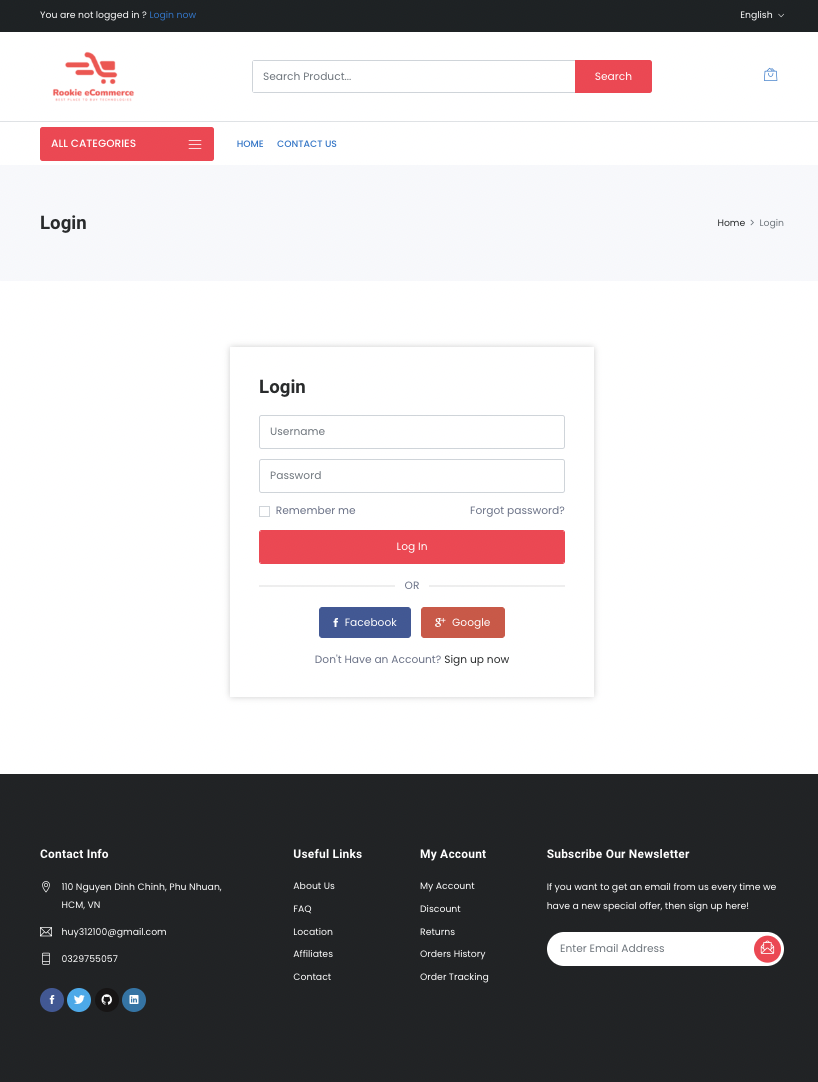 You are not logged in ? Login now
English
Rookie eCommerce
Search Product...
Search
ALL CATEGORIES
HOME
CONTACT US
Login
Home > Login
Login
Username
Password
Remember me
Forgot password?
Log In
OR
f Facebook
g+ Google
Don't Have an Account? Sign up now
Contact Info
110 Nguyen Dinh Chinh, Phu Nhuan,
HCM, VN
huy312100@gmail.com
0329755057
Useful Links
About Us
FAQ
Location
Affiliates
Contact
My Account
My Account
Discount
Returns
Orders History
Order Tracking
Subscribe Our Newsletter
If you want to get an email from us every time we
have a new special offer, then sign up here!
Enter Email Address